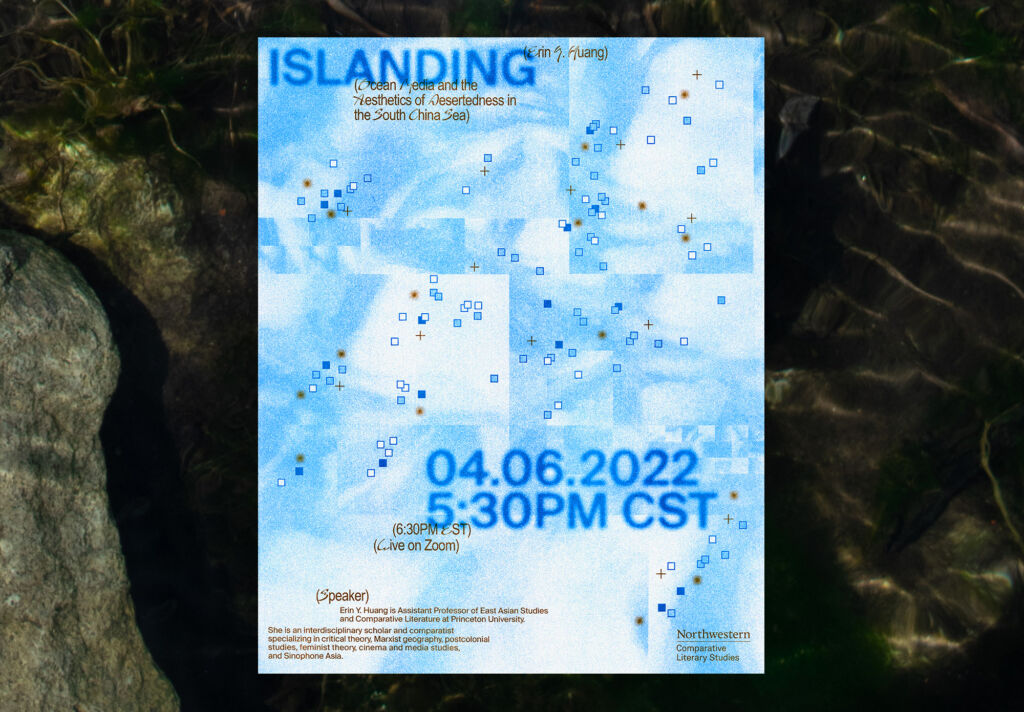 ISLANDING
(Erin Y. Huang)
(Ocean Media and the
Aesthetics of Desertedness in
the South China Sea)
04.06.2022
5:30PM CST
(6:30PM EST)
(Live on Zoom)
(Speaker)
Erin Y. Huang is Assistant Professor of East Asian Studies
and Comparative Literature at Princeton University.
She is an interdisciplinary scholar and comparatist
specializing in critical theory, Marxist geography, postcolonial
studies, feminist theory, cinema and media studies,
and Sinophone Asia.
Northwestern
Comparative
Literary Studies